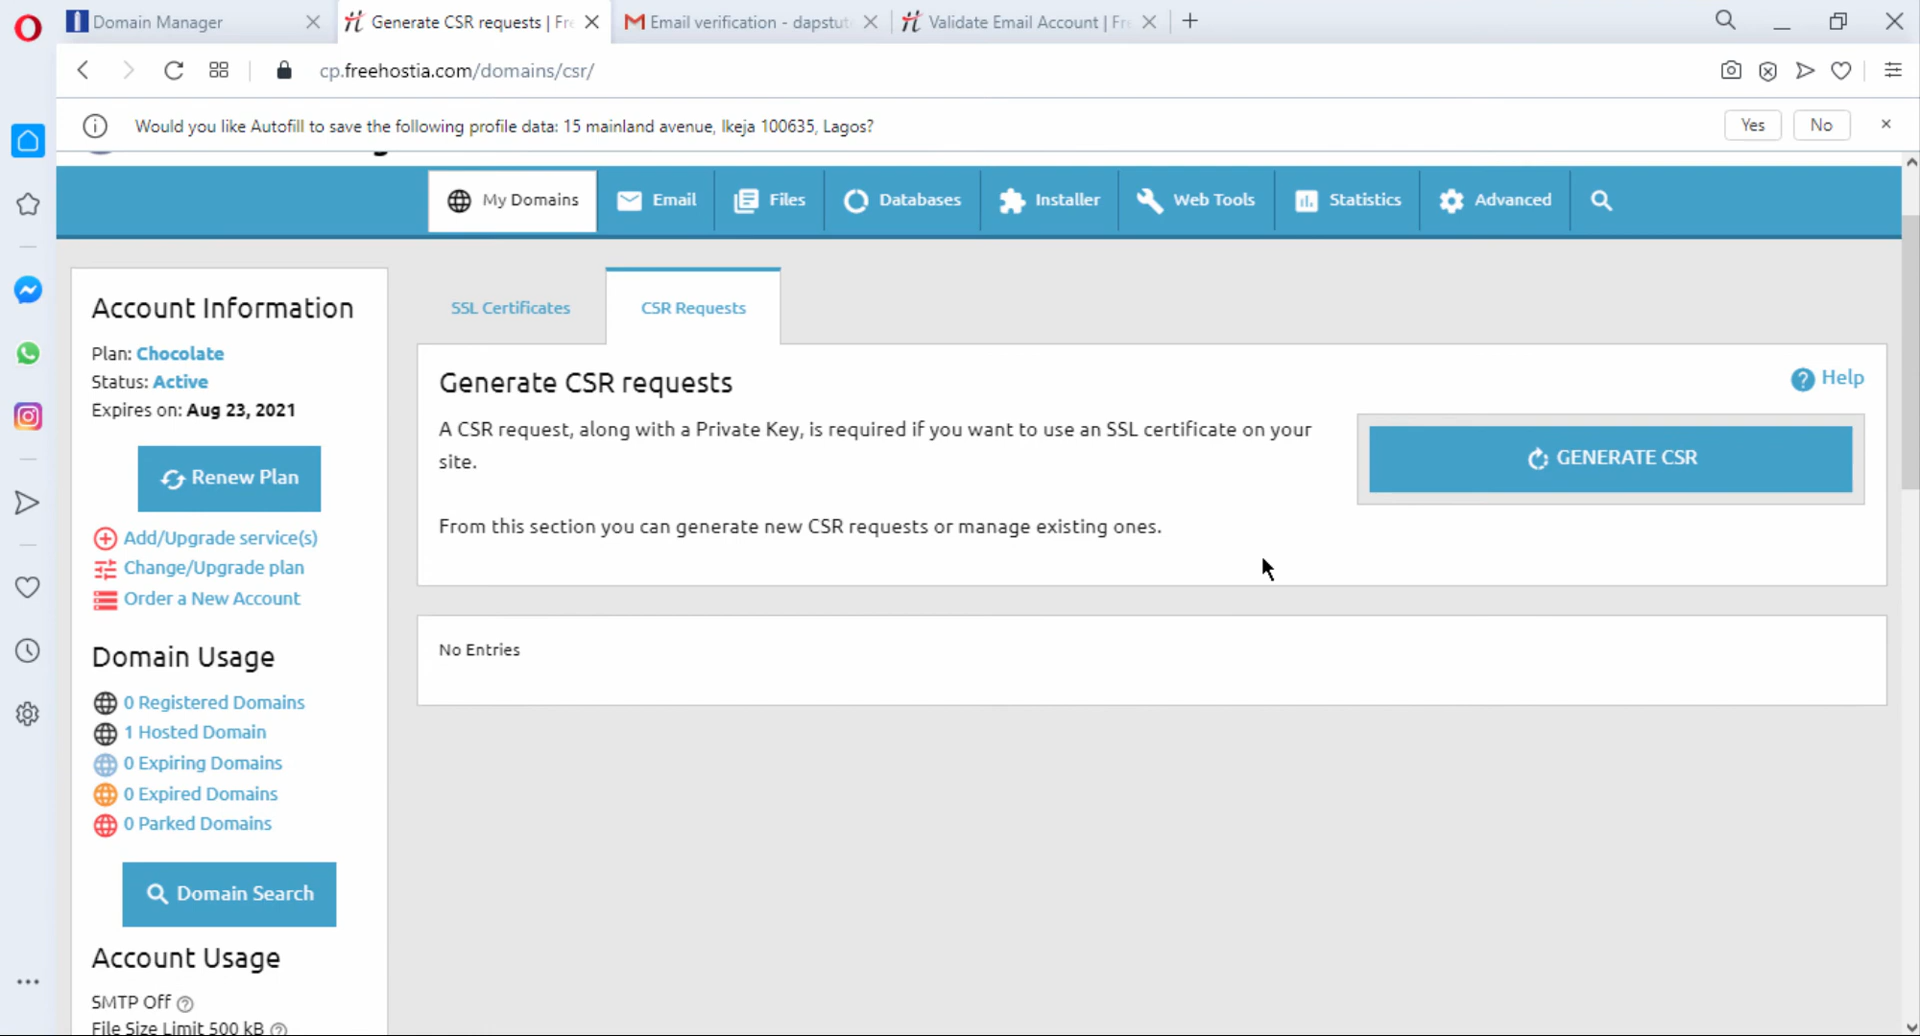 Domain Manager
Generate CSR requests | Fre
Email verification - dapstut
Validate Email Account | Fr
cp.freehostia.com/domains/csr/
Would you like Autofill to save the following profile data: 15 mainland avenue, Ikeja 100635, Lagos?
Yes
No
My Domains
Email
Files
Databases
Installer
Web Tools
Statistics
Advanced
Account Information
Plan: Chocolate
Status: Active
Expires on: Aug 23, 2021
Renew Plan
Add/Upgrade service(s)
Change/Upgrade plan
Order a New Account
Domain Usage
0 Registered Domains
1 Hosted Domain
0 Expiring Domains
0 Expired Domains
0 Parked Domains
Domain Search
Account Usage
SMTP Off
File Size Limit 500 kB
SSL Certificates
CSR Requests
Generate CSR requests
Help
A CSR request, along with a Private Key, is required if you want to use an SSL certificate on your
site.
GENERATE CSR
From this section you can generate new CSR requests or manage existing ones.
No Entries